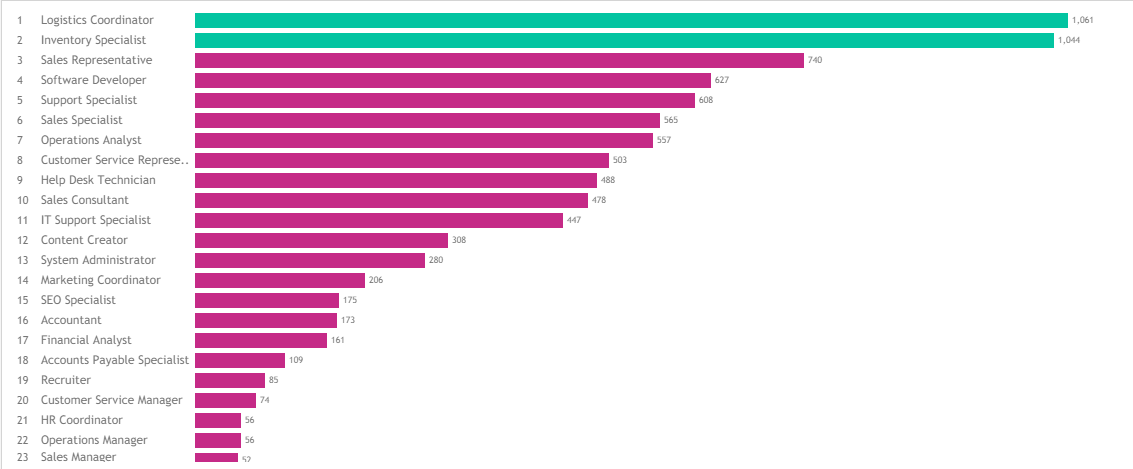 1 Logistics Coordinator 1,061
2 Inventory Specialist 1,044
3 Sales Representative 740
4 Software Developer 627
5 Support Specialist 608
6 Sales Specialist 565
7 Operations Analyst 557
8 Customer Service Represe.. 503
9 Help Desk Technician 488
10 Sales Consultant 478
11 IT Support Specialist 447
12 Content Creator 308
13 System Administrator 280
14 Marketing Coordinator 206
15 SEO Specialist 175
16 Accountant 173
17 Financial Analyst 161
18 Accounts Payable Specialist 109
19 Recruiter 85
20 Customer Service Manager 74
21 HR Coordinator 56
22 Operations Manager 56
23 Sales Manager 52